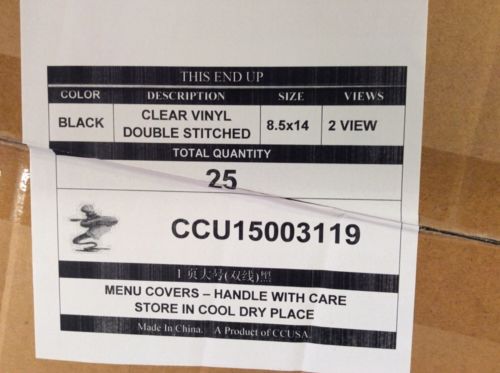 THIS END UP
COLOR DESCRIPTION SIZE VIEWS
BLACK CLEAR VINYL DOUBLE STITCHED 8.5x14 2 VIEW
TOTAL QUANTITY
25
CCU15003119
1页大号(双线)黑
MENU COVERS – HANDLE WITH CARE
STORE IN COOL DRY PLACE
Made In China. A Product of CCUSA.